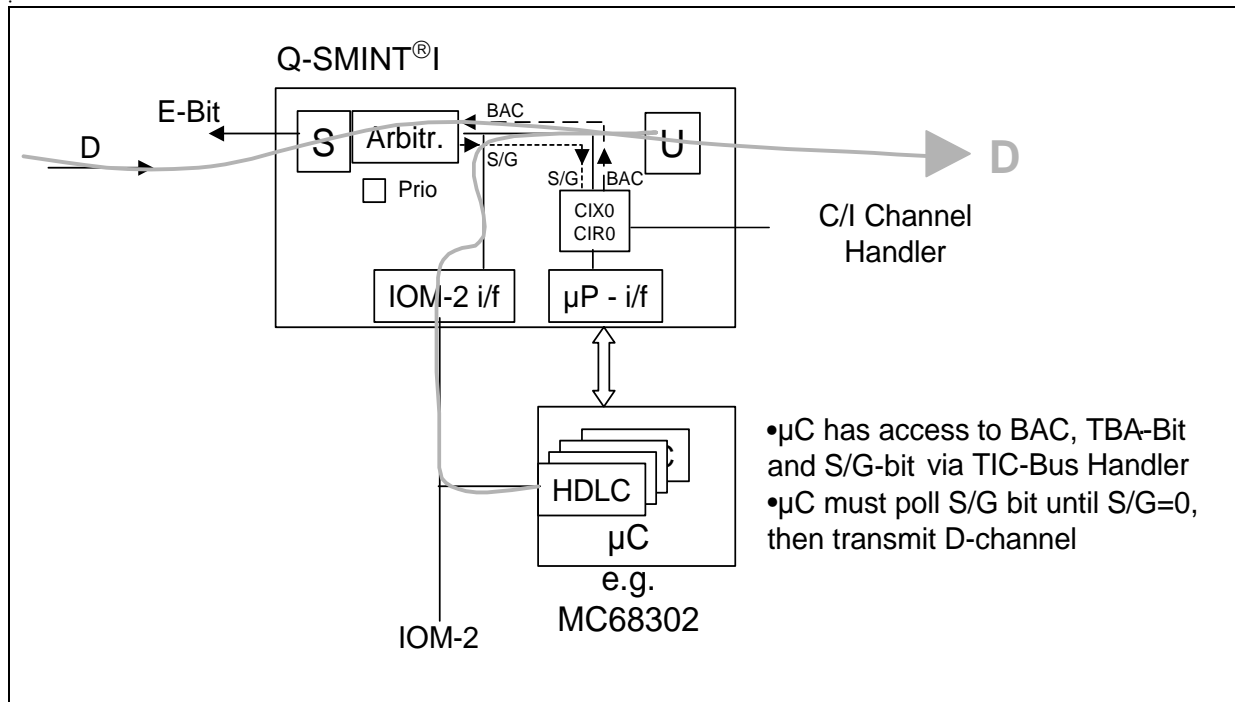 Q-SMINT®I
E-Bit
D
S
Arbitr.
BAC
U
D
S/G
S/G
BAC
Prio
CIX0
CIR0
C/I Channel
Handler
IOM-2 i/f
µP - i/f
•µC has access to BAC, TBA-Bit
and S/G-bit via TIC-Bus Handler
•µC must poll S/G bit until S/G=0,
then transmit D-channel
C
HDLC
µC
e.g.
MC68302
IOM-2